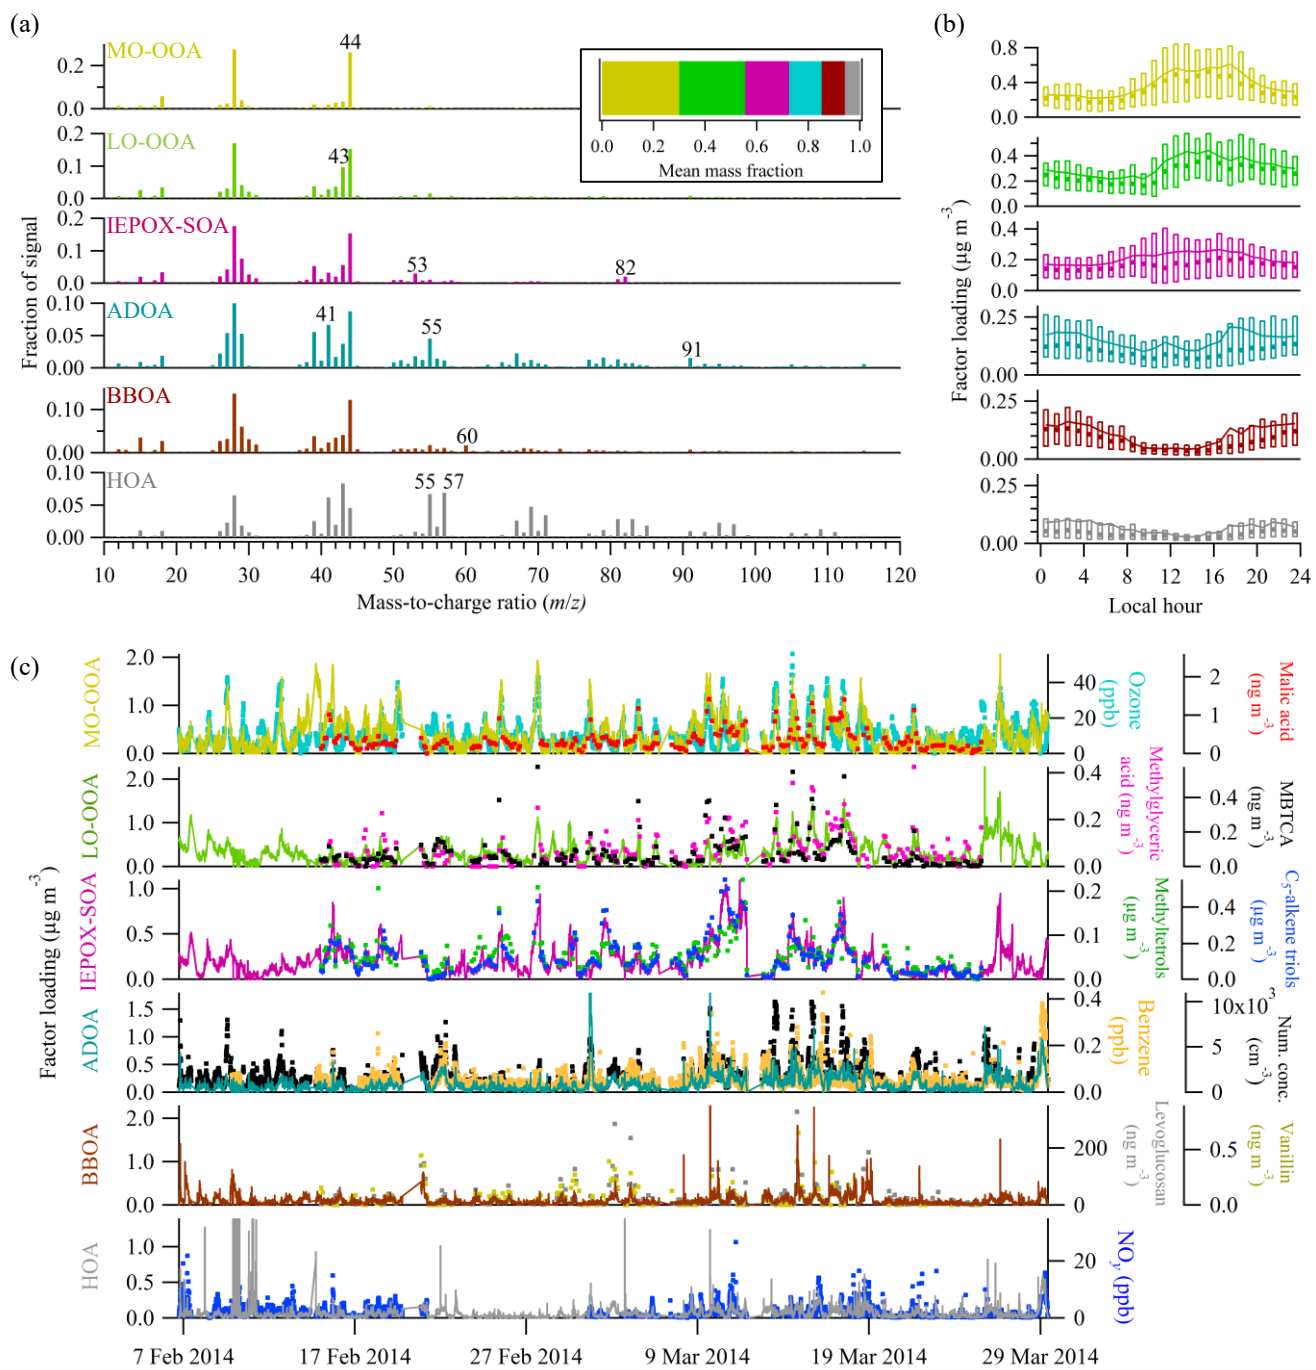 (a)
MO-OOA
44
0.2
0.0
LO-OOA
43
0.2
0.1
0.0
IEPOX-SOA
53
82
0.2
0.1
0.0
ADOA
41
55
91
0.10
0.05
0.00
BBOA
60
0.10
0.00
HOA
55 57
0.10
0.05
0.00
Fraction of signal
10 20 30 40 50 60 70 80 90 100 110 120
Mass-to-charge ratio (m/z)
0.0 0.2 0.4 0.6 0.8 1.0
Mean mass fraction
(b)
0.8
0.4
0.0
0.4
0.2
0.0
0.4
0.2
0.0
0.25
0.00
0.25
0.00
0.25
0.00
Factor loading (µg m⁻³)
0 4 8 12 16 20 24
Local hour
(c)
Factor loading (µg m⁻³)
MO-OOA
2.0
1.0
0.0
40
20
0
Ozone
(ppb)
2
1
0
Malic acid
(ng m⁻³)
LO-OOA
2.0
1.0
0.0
0.4
0.2
0.0
Methylglyceric
acid (ng m⁻³)
0.4
0.2
0.0
MBTCA
(ng m⁻³)
IEPOX-SOA
1.0
0.5
0.0
0.2
0.1
0.0
Methyltetrols
(µg m⁻³)
0.4
0.2
0.0
C₅-alkene triols
(µg m⁻³)
ADOA
1.5
1.0
0.5
0.0
0.4
0.2
0.0
Benzene
(ppb)
10x10³
5
0
Num. conc.
(cm⁻³)
BBOA
2.0
1.0
0.0
200
0
Levoglucosan
(ng m⁻³)
0.5
0.0
Vanillin
(ng m⁻³)
HOA
1.0
0.5
0.0
20
0
NOy (ppb)
7 Feb 2014 17 Feb 2014 27 Feb 2014 9 Mar 2014 19 Mar 2014 29 Mar 2014